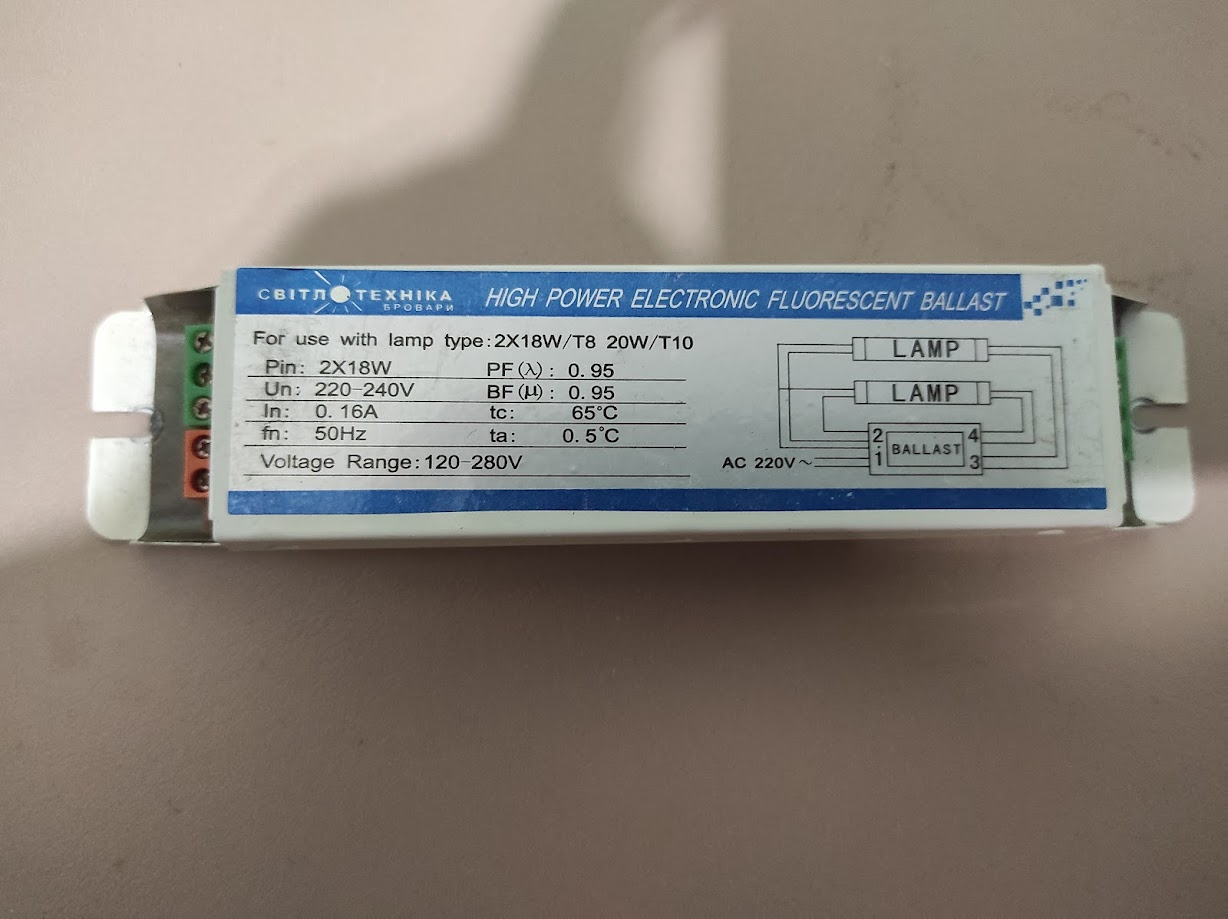 СВІТЛОТЕХНІКА
БРОВАРИ
HIGH POWER ELECTRONIC FLUORESCENT BALLAST
For use with lamp type:2X18W/T8 20W/T10
Pin: 2X18W PF(λ): 0.95
Un: 220-240V BF(μ): 0.95
In: 0.16A tc: 65°C
fn: 50Hz ta: 0.5°C
Voltage Range:120-280V
LAMP
LAMP
2 4
BALLAST
1 3
AC 220V~